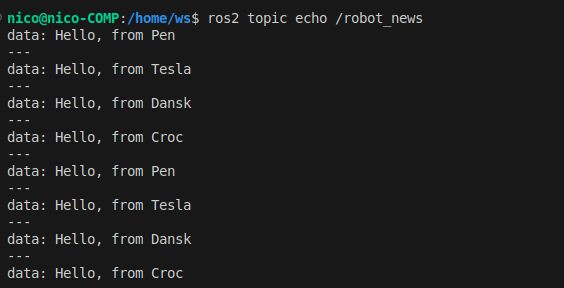 nico@nico-COMP:/home/ws$ ros2 topic echo /robot_news
data: Hello, from Pen
---
data: Hello, from Tesla
---
data: Hello, from Dansk
---
data: Hello, from Croc
---
data: Hello, from Pen
---
data: Hello, from Tesla
---
data: Hello, from Dansk
---
data: Hello, from Croc